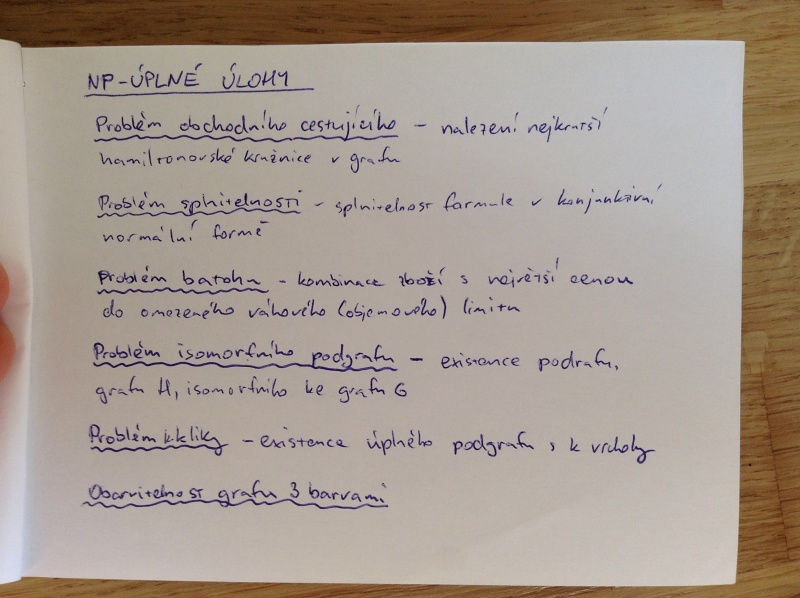 NP-ÚPLNÉ ÚLOHY
Problém obchodního cestujícího – nalezení nejkratší
hamiltonovské kružnice v grafu
Problém splnitelnosti – splnitelnost formule v konjunktivní
normální formě
Problém batohu – kombinace zboží s největší cenou
do omezeného váhového (objemového) limitu
Problém isomorfního podgrafu – existence podrafu,
grafu H, isomorfního ke grafu G
Problém k kliky – existence úplného podgrafu s k vrcholy
Obarvitelnost grafu 3 barvami